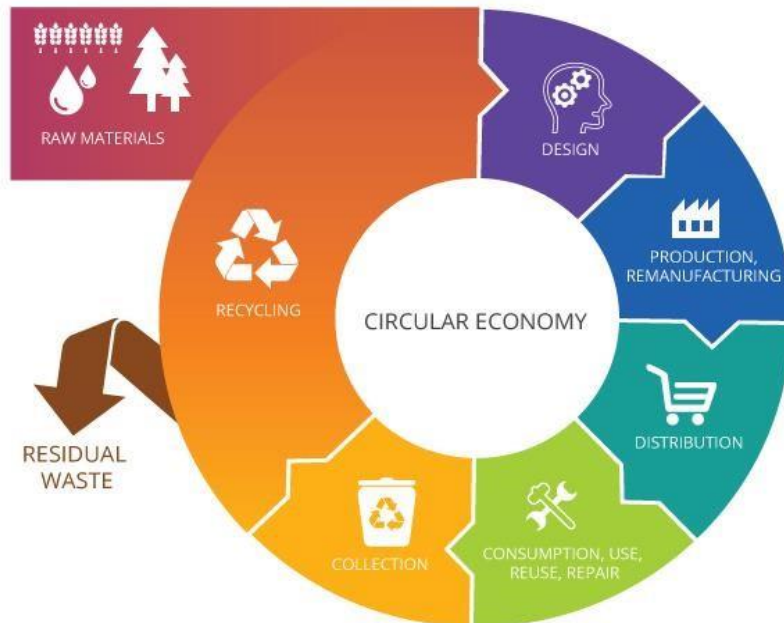 RAW MATERIALS
DESIGN
PRODUCTION,
REMANUFACTURING
RECYCLING
CIRCULAR ECONOMY
DISTRIBUTION
RESIDUAL
WASTE
COLLECTION
CONSUMPTION, USE,
REUSE, REPAIR